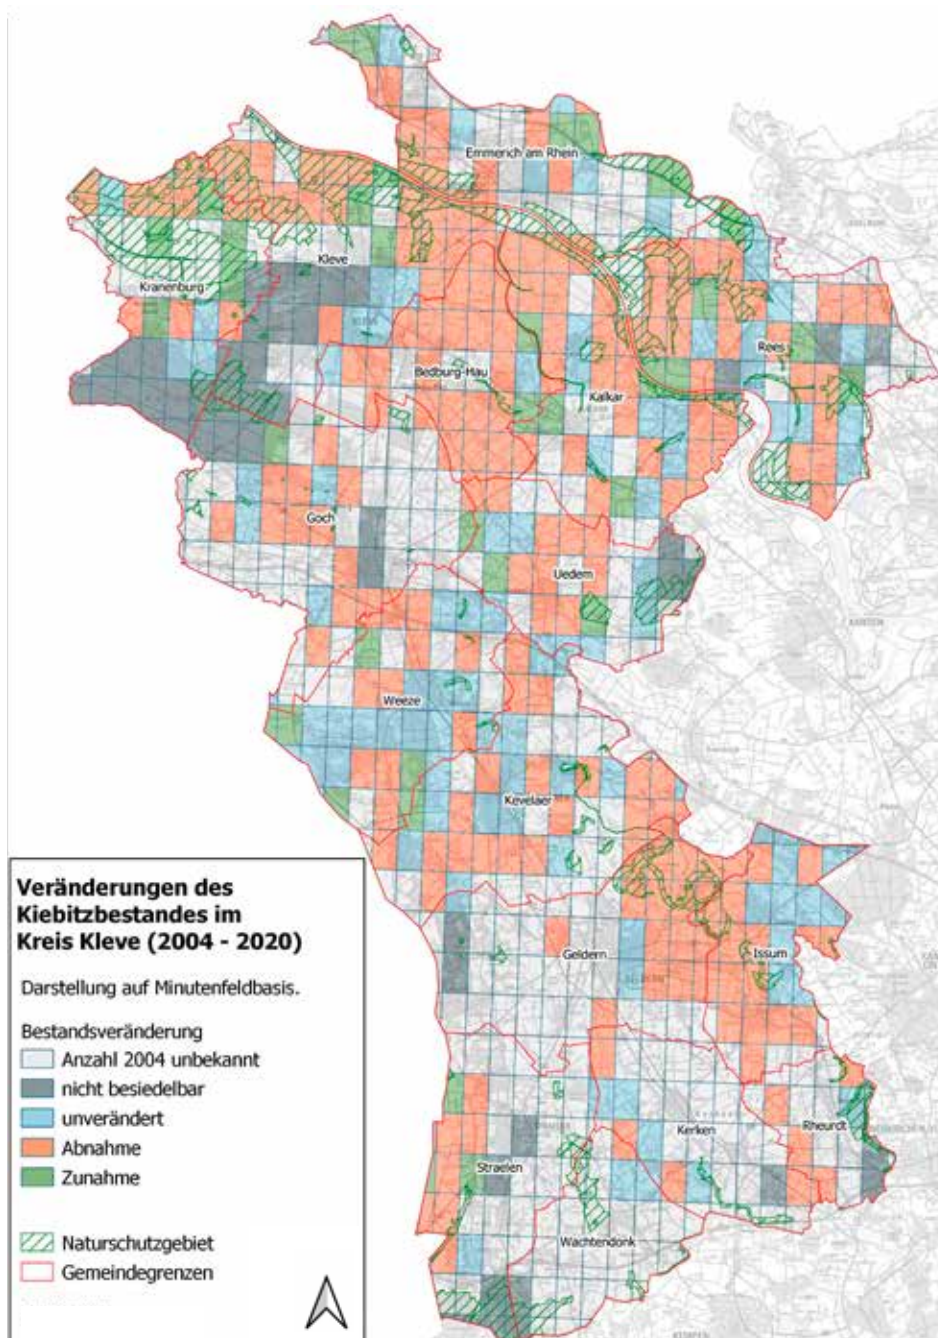 Emmerich am Rhein
Kleve
Kranenburg
Rees
Bedburg-Hau
Kalkar
Goch
Uedem
Weeze
Kevelaer
Geldern
Issum
Kerken
Rheurdt
Straelen
Wachtendonk
Veränderungen des
Kiebitzbestandes im
Kreis Kleve (2004 - 2020)
Darstellung auf Minutenfeldbasis.
Bestandsveränderung
Anzahl 2004 unbekannt
nicht besiedelbar
unverändert
Abnahme
Zunahme
Naturschutzgebiet
Gemeindegrenzen